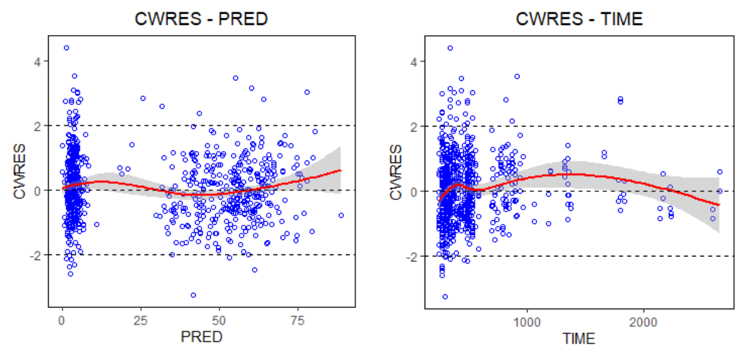 CWRES - PRED
CWRES - TIME
4
2
0
-2
CWRES
0
25
50
75
PRED
4
2
0
-2
CWRES
1000
2000
TIME